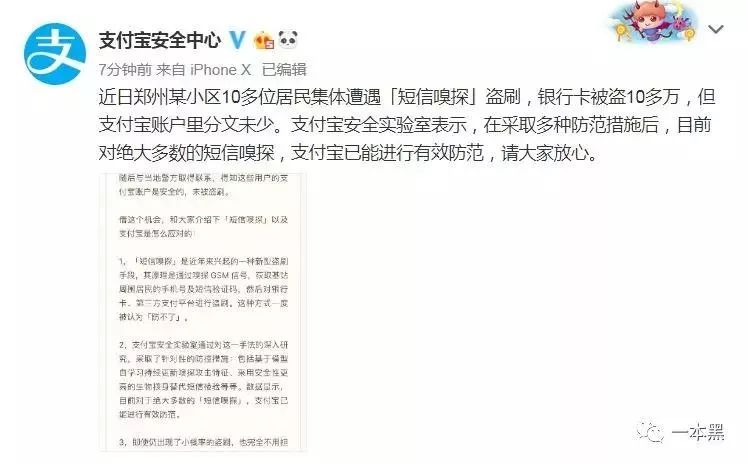 支付宝安全中心
7分钟前 来自 iPhone X 已编辑
近日郑州某小区10多位居民集体遭遇「短信嗅探」盗刷，银行卡被盗10多万，但
支付宝账户里分文未少。支付宝安全实验室表示，在采取多种防范措施后，目前
对绝大多数的短信嗅探，支付宝已能进行有效防范，请大家放心。
随后与当地警方取得联系，得知这些用户的支
付宝账户是安全的，未被盗刷。
借这个机会，和大家介绍下「短信嗅探」以及
支付宝是怎么应对的：
1，「短信嗅探」是近年来兴起的一种新型盗刷
手段，其原理是通过嗅探 GSM 信号，获取基站
周围居民的手机号及短信验证码，然后对银行
卡、第三方支付平台进行盗刷。这种方式一度
被认为「防不了」。
2，支付宝安全实验室通过对这一手法的深入研
究，采取了针对性的防控措施：包括基于模型
自学习持续更新嗅探攻击特征、采用安全性更
高的生物核身替代短信校验等等。数据显示，
目前对于绝大多数的「短信嗅探」，支付宝已
能进行有效防范。
3，即便仍出现了小概率的盗刷，也完全不用担
一本黑